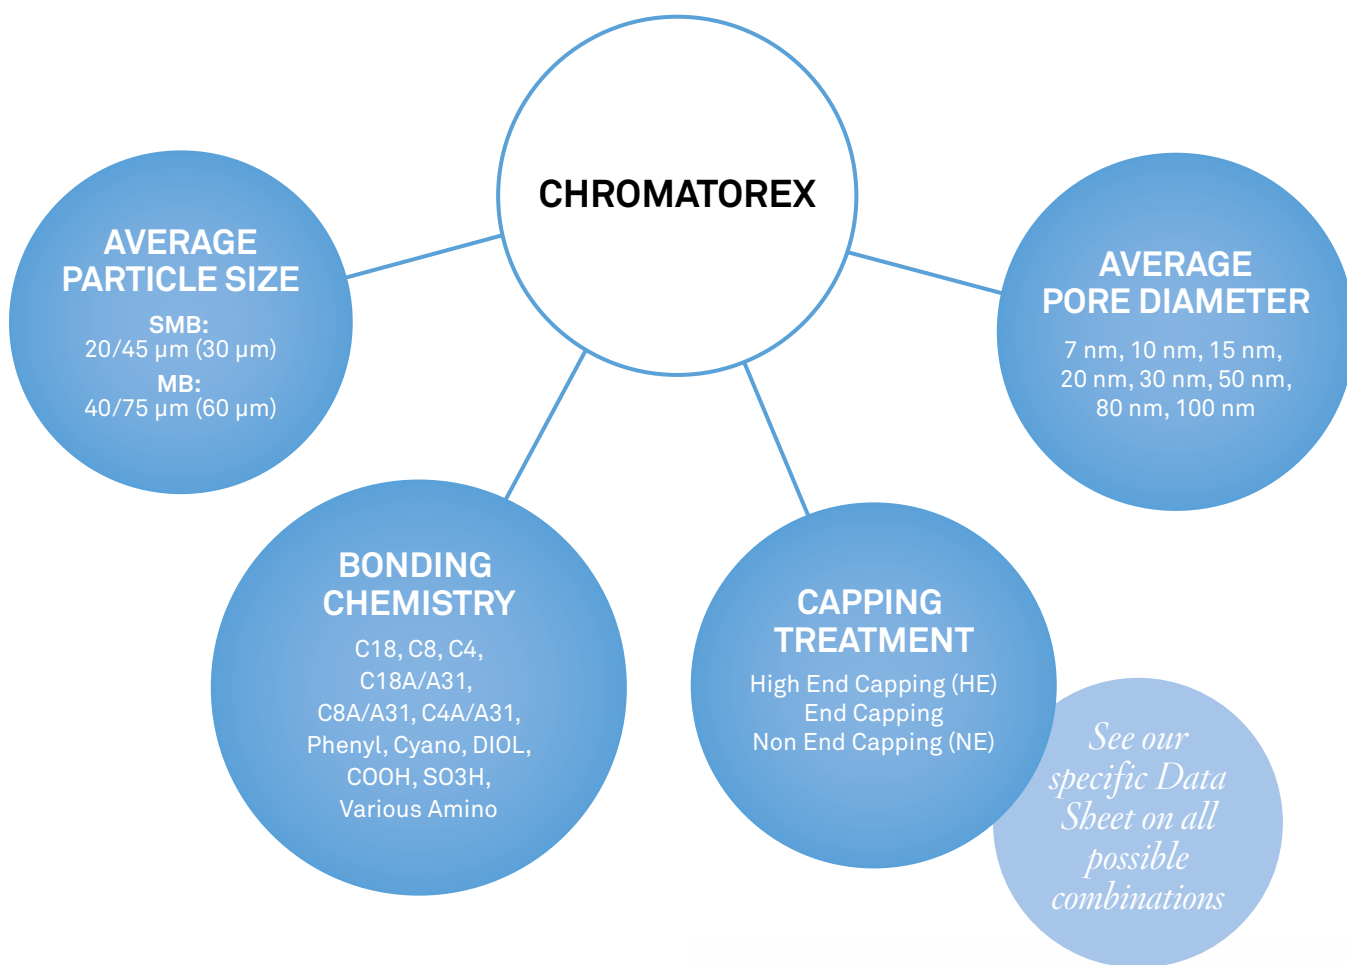 CHROMATOREX
AVERAGE
PARTICLE SIZE
SMB:
20/45 µm (30 µm)
MB:
40/75 µm (60 µm)
AVERAGE
PORE DIAMETER
7 nm, 10 nm, 15 nm,
20 nm, 30 nm, 50 nm,
80 nm, 100 nm
BONDING
CHEMISTRY
C18, C8, C4,
C18A/A31,
C8A/A31, C4A/A31,
Phenyl, Cyano, DIOL,
COOH, SO3H,
Various Amino
CAPPING
TREATMENT
High End Capping (HE)
End Capping
Non End Capping (NE)
See our
specific Data
Sheet on all
possible
combinations